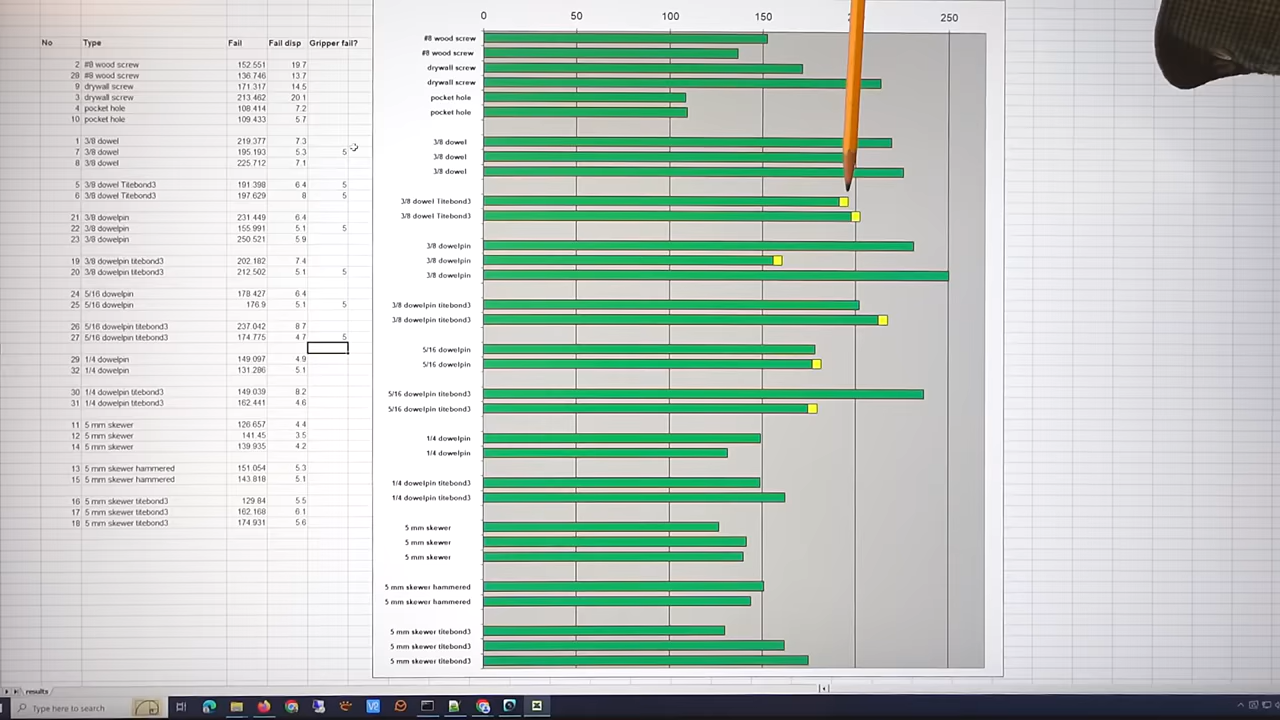 No Type Fail Fail disp Gripper fail?
2 #8 wood screw 152.551 19.7
28 #8 wood screw 136.746 13.7
9 drywall screw 171.317 14.5
3 drywall screw 213.462 20.1
4 pocket hole 108.414 7.2
10 pocket hole 109.433 5.7
1 3/8 dowel 219.377 7.3
7 3/8 dowel 195.193 5.3 5
8 3/8 dowel 225.712 7.1
5 3/8 dowel Titebond3 191.398 6.4 5
6 3/8 dowel Titebond3 197.629 8 5
21 3/8 dowelpin 231.449 6.4
22 3/8 dowelpin 155.991 5.1 5
23 3/8 dowelpin 250.521 5.9
19 3/8 dowelpin titebond3 202.182 7.4
20 3/8 dowelpin titebond3 212.502 5.1 5
24 5/16 dowelpin 178.427 6.4
25 5/16 dowelpin 176.9 5.1 5
26 5/16 dowelpin titebond3 237.042 8.7
27 5/16 dowelpin titebond3 174.775 4.7 5
29 1/4 dowelpin 149.097 4.9
32 1/4 dowelpin 131.286 5.1
30 1/4 dowelpin titebond3 149.039 8.2
31 1/4 dowelpin titebond3 162.441 4.6
11 5 mm skewer 126.657 4.4
12 5 mm skewer 141.45 3.5
14 5 mm skewer 139.935 4.2
13 5 mm skewer hammered 151.054 5.3
15 5 mm skewer hammered 143.818 5.1
16 5 mm skewer titebond3 129.84 5.5
17 5 mm skewer titebond3 162.168 6.1
18 5 mm skewer titebond3 174.931 5.6
0 50 100 150 250
#8 wood screw
#8 wood screw
drywall screw
drywall screw
pocket hole
pocket hole
3/8 dowel
3/8 dowel
3/8 dowel
3/8 dowel Titebond3
3/8 dowel Titebond3
3/8 dowelpin
3/8 dowelpin
3/8 dowelpin
3/8 dowelpin titebond3
3/8 dowelpin titebond3
5/16 dowelpin
5/16 dowelpin
5/16 dowelpin titebond3
5/16 dowelpin titebond3
1/4 dowelpin
1/4 dowelpin
1/4 dowelpin titebond3
1/4 dowelpin titebond3
5 mm skewer
5 mm skewer
5 mm skewer
5 mm skewer hammered
5 mm skewer hammered
5 mm skewer titebond3
5 mm skewer titebond3
5 mm skewer titebond3
results
Type here to search